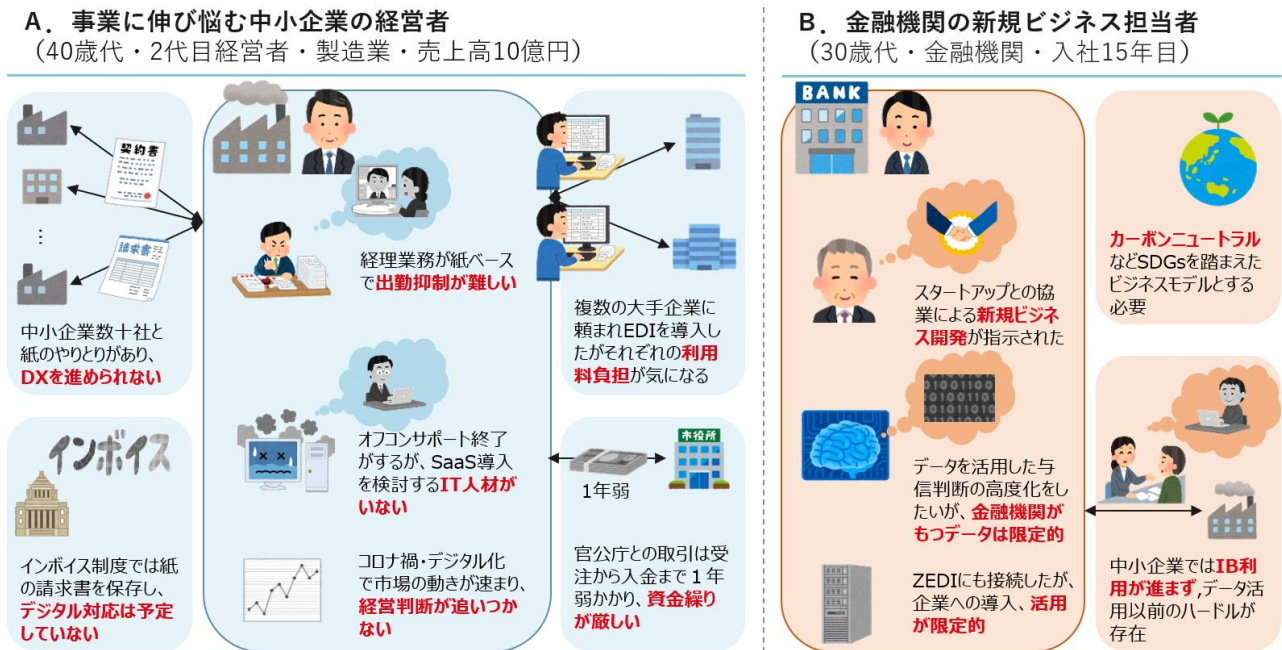 A．事業に伸び悩む中小企業の経営者
（40歳代・2代目経営者・製造業・売上高10億円）
契約書
請求書
⋮
中小企業数十社と
紙のやりとりがあり、
DXを進められない
経理業務が紙ベース
で出勤抑制が難しい
複数の大手企業に
頼まれEDIを導入し
たがそれぞれの利用
料負担が気になる
インボイス
インボイス制度では紙
の請求書を保存し、
デジタル対応は予定
していない
オフコンサポート終了
がするが、SaaS導入
を検討するIT人材が
いない
コロナ禍・デジタル化
で市場の動きが速まり、
経営判断が追いつか
ない
市役所
1年弱
官公庁との取引は受
注から入金まで１年
弱かかり、資金繰り
が厳しい
B．金融機関の新規ビジネス担当者
（30歳代・金融機関・入社15年目）
BANK
スタートアップとの協
業による新規ビジネ
ス開発が指示された
カーボンニュートラル
などSDGsを踏まえた
ビジネスモデルとする
必要
データを活用した与
信判断の高度化をし
たいが、金融機関が
もつデータは限定的
ZEDIにも接続したが、
企業への導入、活用
が限定的
中小企業ではIB利
用が進まず,データ活
用以前のハードルが
存在